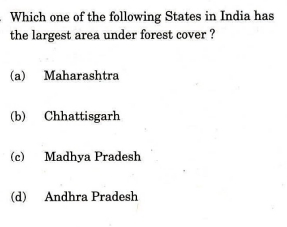 Which one of the following States in India has
the largest area under forest cover ?
(a) Maharashtra
(b) Chhattisgarh
(c) Madhya Pradesh
(d) Andhra Pradesh